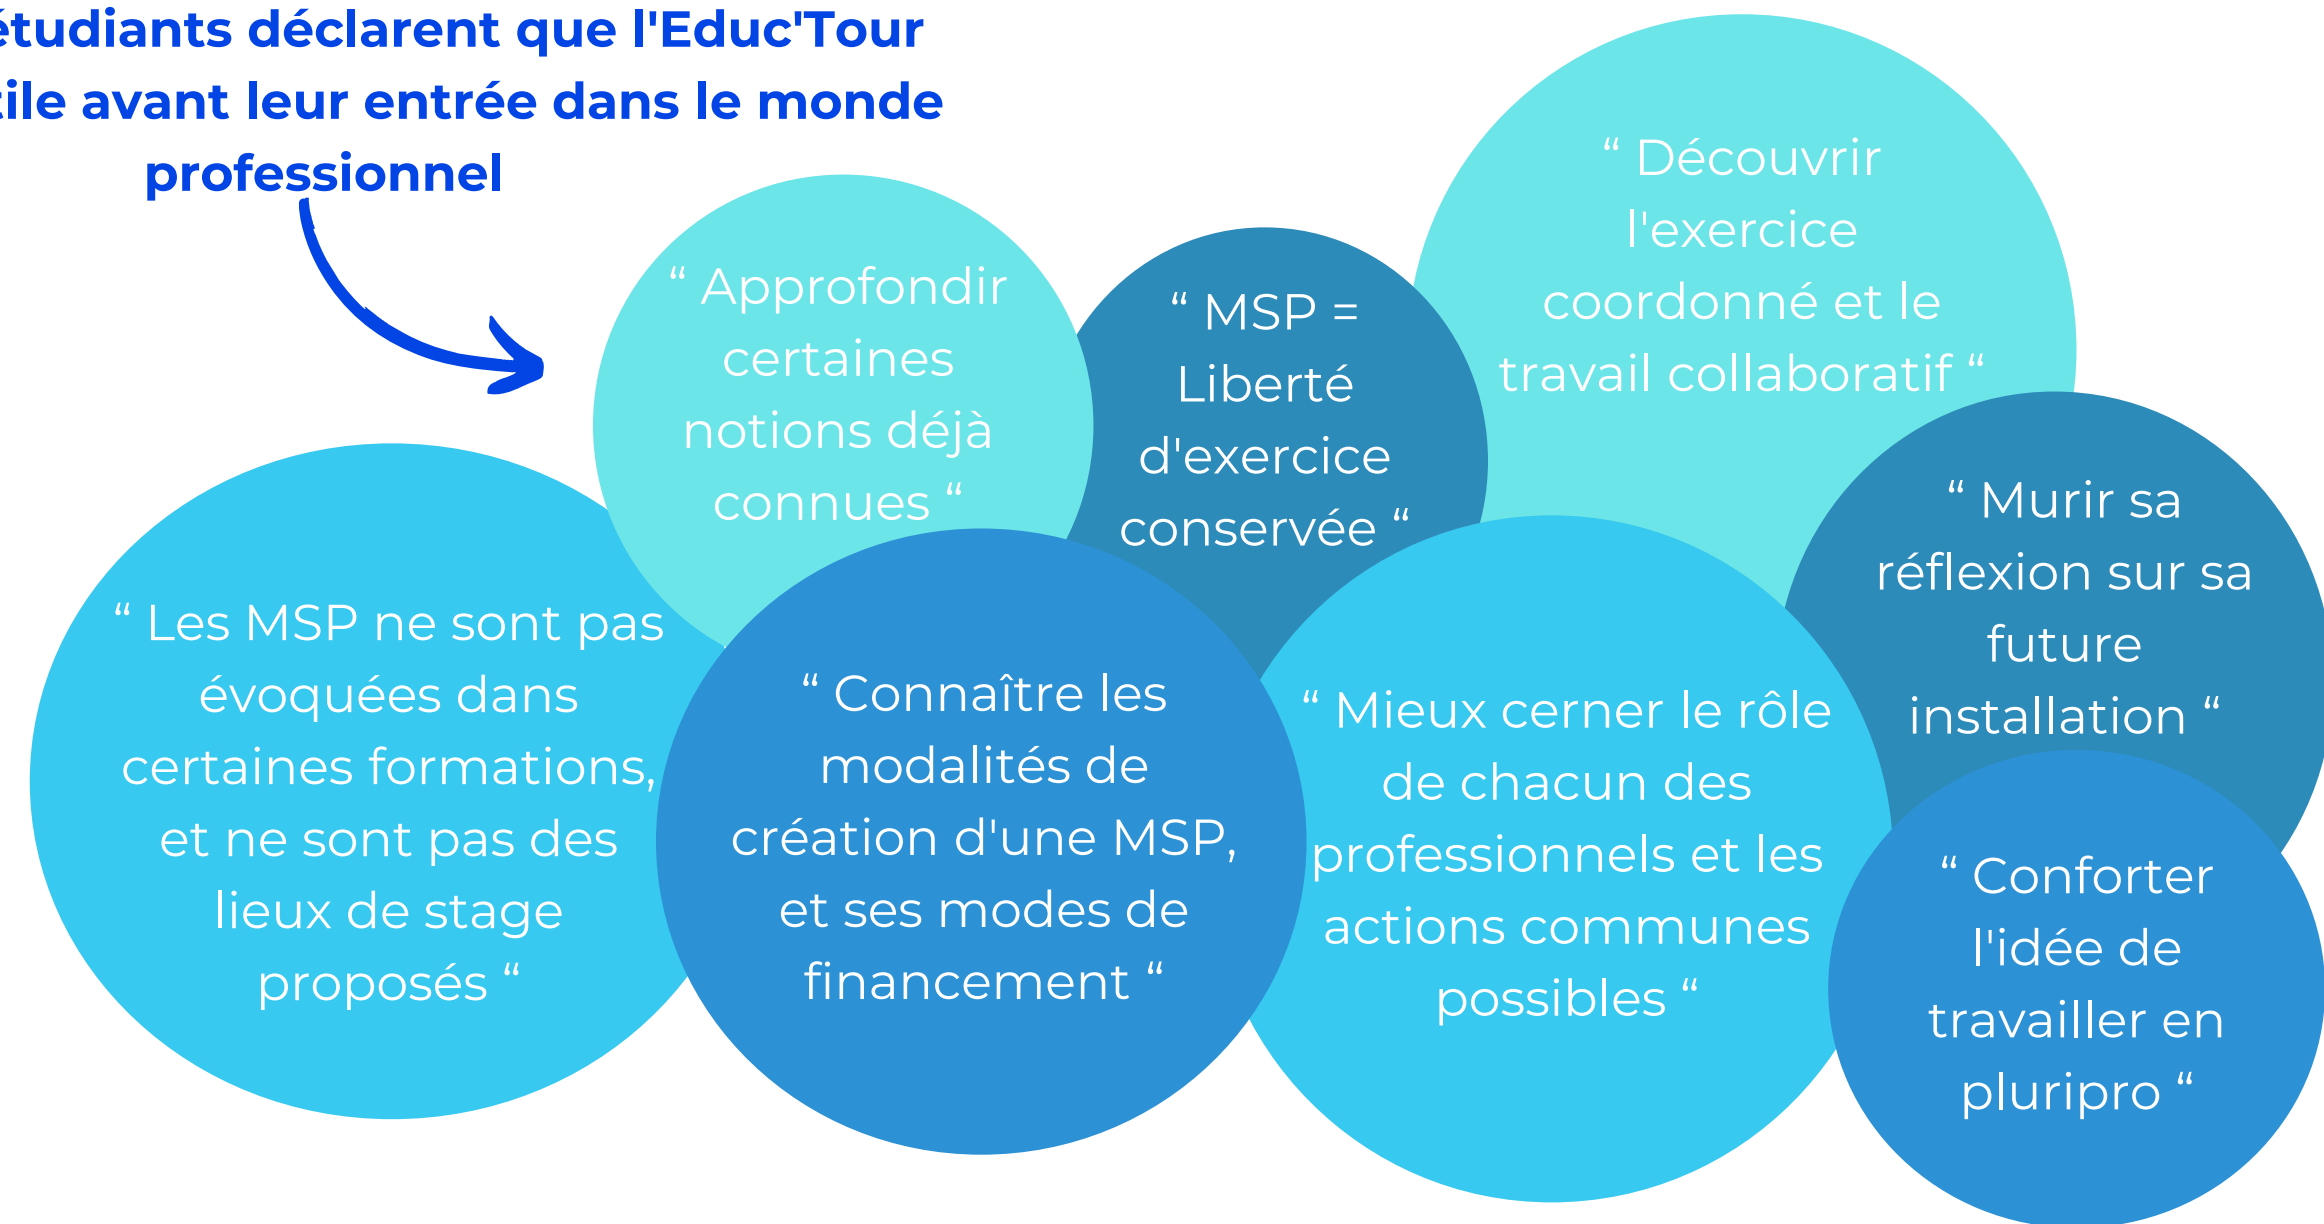 étudiants déclarent que l'Educ'Tour
avant leur entrée dans le monde
professionnel
“ Approfondir
certaines
notions déjà
connues “
“ MSP =
Liberté
d'exercice
conservée “
“ Découvrir
l'exercice
coordonné et le
travail collaboratif “
“ Murir sa
réflexion sur sa
future
installation “
“ Les MSP ne sont pas
évoquées dans
certaines formations,
et ne sont pas des
lieux de stage
proposés “
“ Connaître les
modalités de
création d'une MSP,
et ses modes de
financement “
“ Mieux cerner le rôle
de chacun des
professionnels et les
actions communes
possibles “
“ Conforter
l'idée de
travailler en
pluripro “